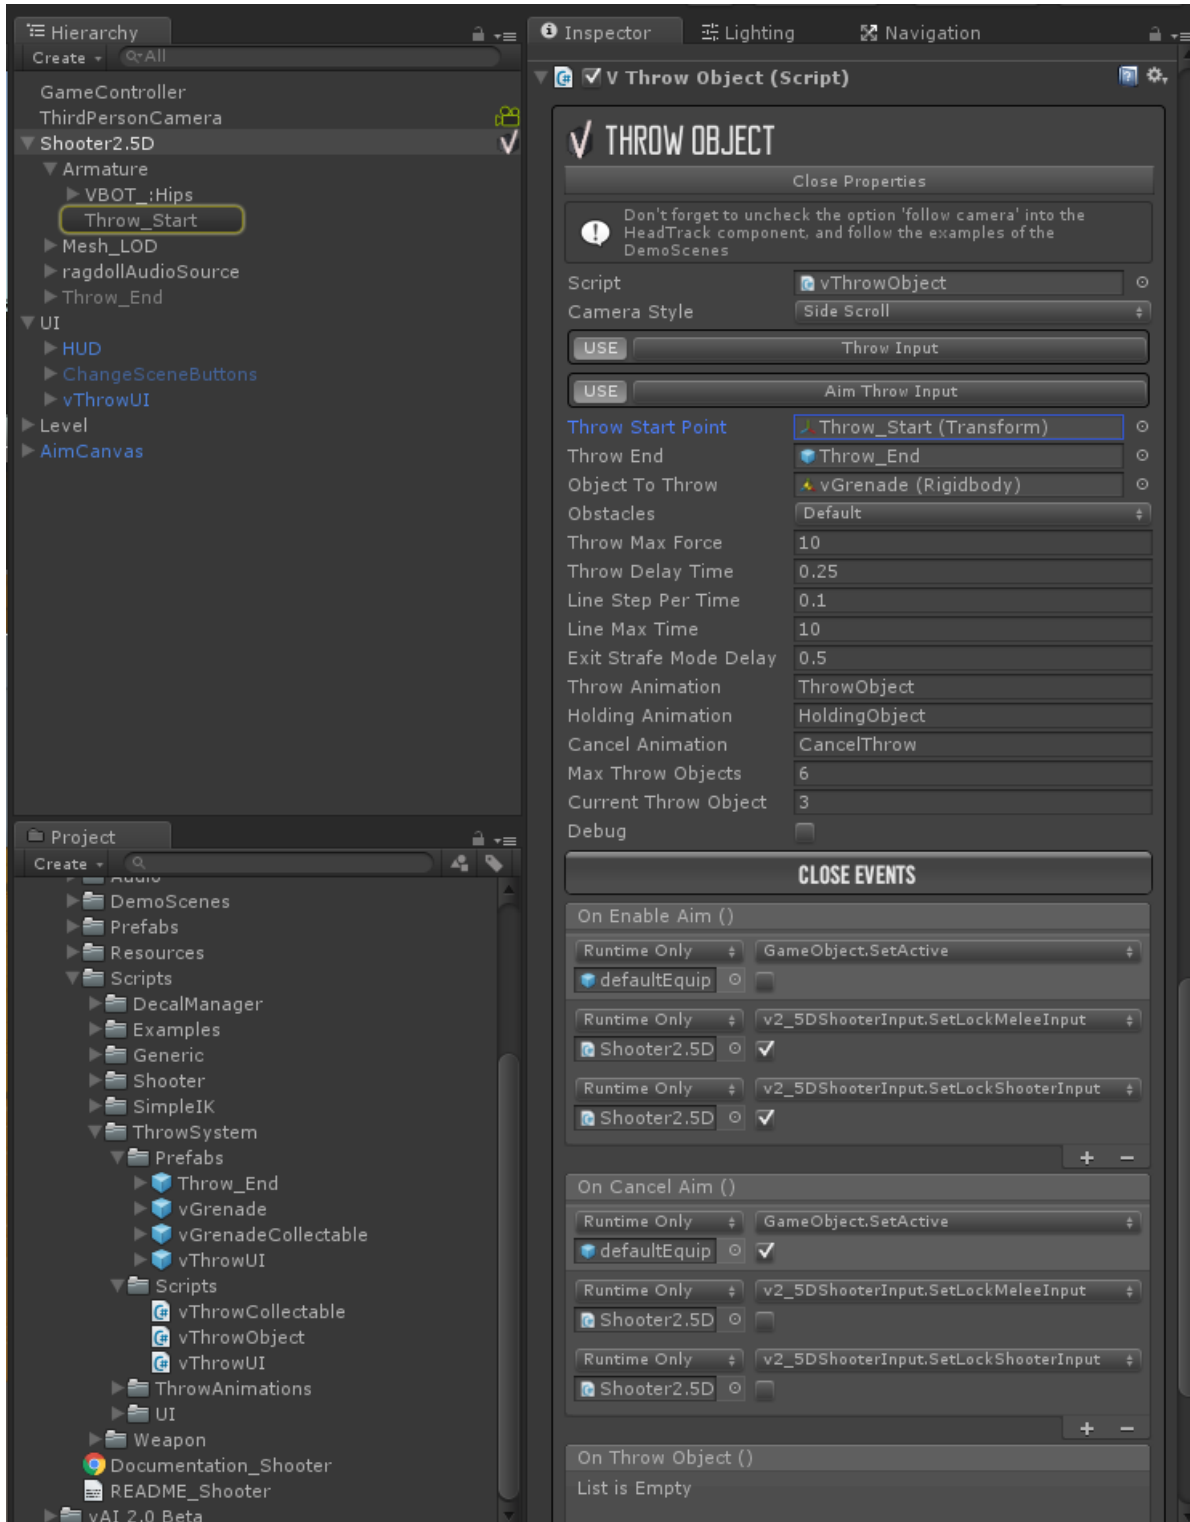 Hierarchy
Create
All
GameController
ThirdPersonCamera
Shooter2.5D
Armature
VBOT_:Hips
Throw_Start
Mesh_LOD
ragdollAudioSource
Throw_End
UI
HUD
ChangeSceneButtons
vThrowUI
Level
AimCanvas
Project
Create
Audio
DemoScenes
Prefabs
Resources
Scripts
DecalManager
Examples
Generic
Shooter
SimpleIK
ThrowSystem
Prefabs
Throw_End
vGrenade
vGrenadeCollectable
vThrowUI
Scripts
vThrowCollectable
vThrowObject
vThrowUI
ThrowAnimations
UI
Weapon
Documentation_Shooter
README_Shooter
vAI 2.0 Beta
Inspector Lighting Navigation
V Throw Object (Script)
THROW OBJECT
Close Properties
Don't forget to uncheck the option 'follow camera' into the
HeadTrack component, and follow the examples of the
DemoScenes
Script vThrowObject
Camera Style Side Scroll
USE Throw Input
USE Aim Throw Input
Throw Start Point Throw_Start (Transform)
Throw End Throw_End
Object To Throw vGrenade (Rigidbody)
Obstacles Default
Throw Max Force 10
Throw Delay Time 0.25
Line Step Per Time 0.1
Line Max Time 10
Exit Strafe Mode Delay 0.5
Throw Animation ThrowObject
Holding Animation HoldingObject
Cancel Animation CancelThrow
Max Throw Objects 6
Current Throw Object 3
Debug
CLOSE EVENTS
On Enable Aim ()
Runtime Only GameObject.SetActive
defaultEquip
Runtime Only v2_5DShooterInput.SetLockMeleeInput
Shooter2.5D
Runtime Only v2_5DShooterInput.SetLockShooterInput
Shooter2.5D
+ −
On Cancel Aim ()
Runtime Only GameObject.SetActive
defaultEquip
Runtime Only v2_5DShooterInput.SetLockMeleeInput
Shooter2.5D
Runtime Only v2_5DShooterInput.SetLockShooterInput
Shooter2.5D
+ −
On Throw Object ()
List is Empty